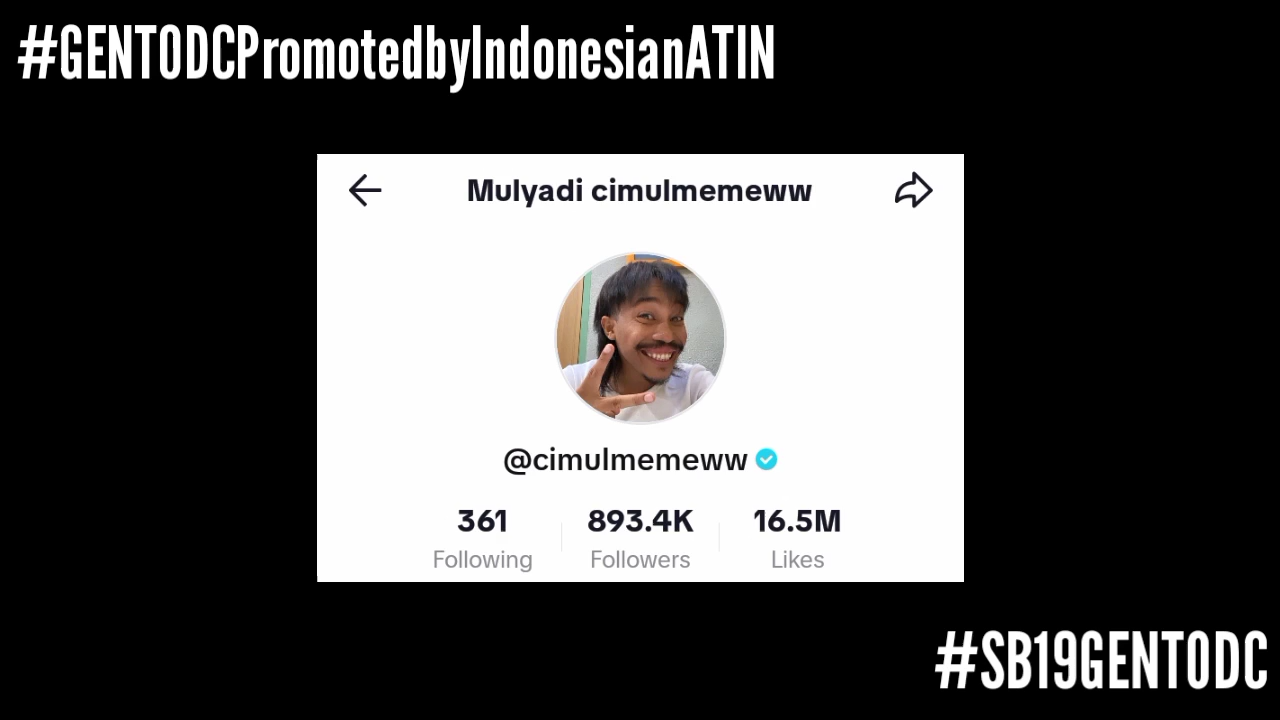 #GENTODCPromotedbyIndonesianATIN
Mulyadi cimulmemeww
@cimulmemeww
361 893.4K 16.5M
Following Followers Likes
#SB19GENTODC